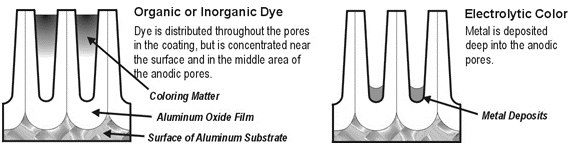 Organic or Inorganic Dye
Dye is distributed throughout the pores
in the coating, but is concentrated near
the surface and in the middle area of
the anodic pores.
Coloring Matter
Aluminum Oxide Film
Surface of Aluminum Substrate
Electrolytic Color
Metal is deposited
deep into the anodic
pores.
Metal Deposits